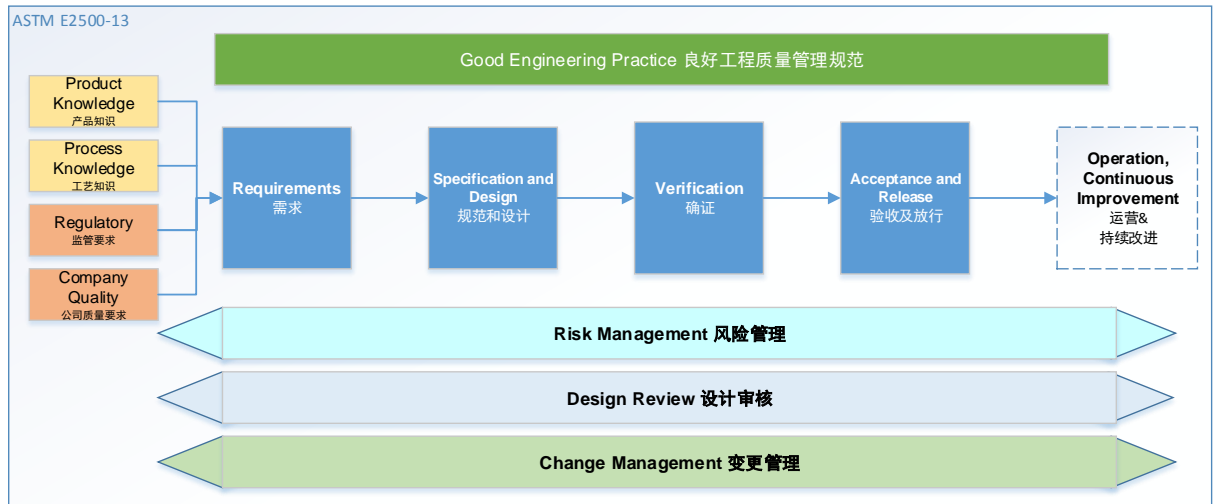 ASTM E2500-13
Good Engineering Practice 良好工程质量管理规范
Product
Knowledge
产品知识
Process
Knowledge
工艺知识
Regulatory
监管要求
Company
Quality
公司质量要求
Requirements
需求
Specification and
Design
规范和设计
Verification
确证
Acceptance and
Release
验收及放行
Operation,
Continuous
Improvement
运营&
持续改进
Risk Management 风险管理
Design Review 设计审核
Change Management 变更管理